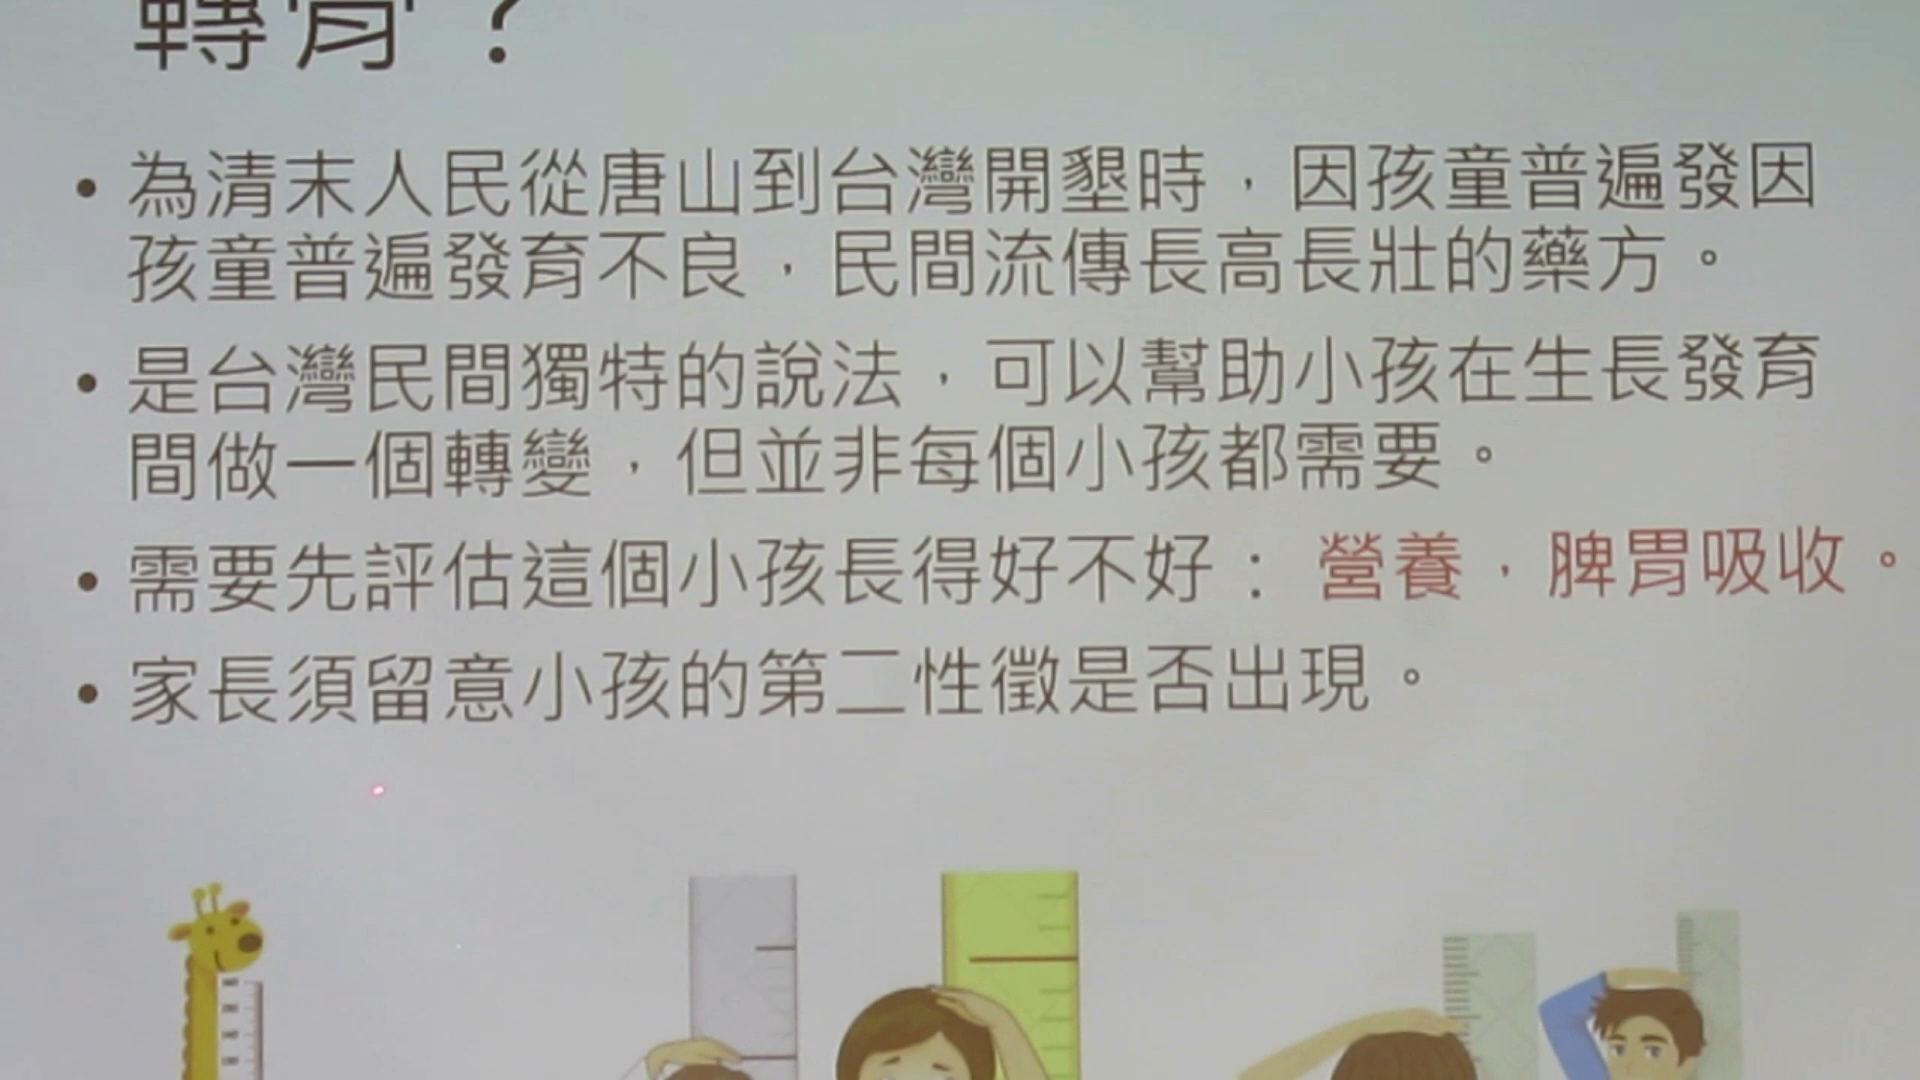 轉骨？
• 為清末人民從唐山到台灣開墾時，因孩童普遍發因
孩童普遍發育不良，民間流傳長高長壯的藥方。
• 是台灣民間獨特的說法，可以幫助小孩在生長發育
間做一個轉變，但並非每個小孩都需要。
• 需要先評估這個小孩長得好不好： 營養，脾胃吸收。
• 家長須留意小孩的第二性徵是否出現。